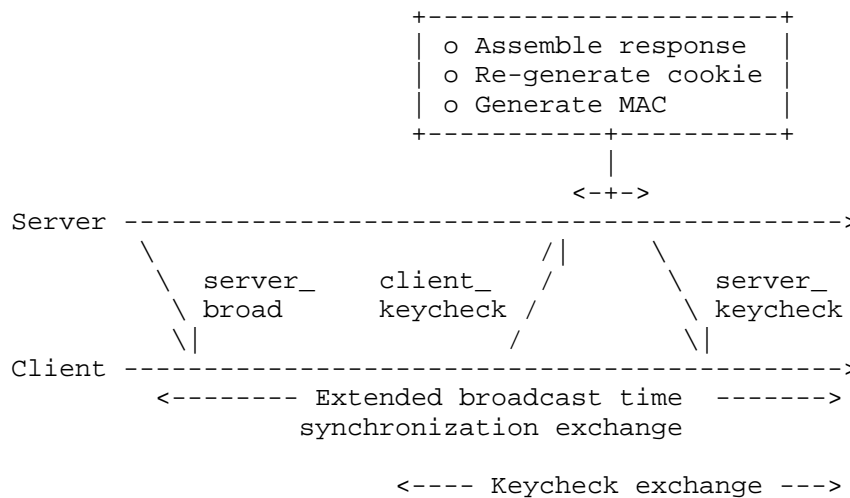 +-----------------------+
| o Assemble response   |
| o Re-generate cookie |
| o Generate MAC       |
+-----------+-----------+
|
<-+->
Server --------------------------------------------->
\ /| \
\ server_ client_ / \ server_
\ broad keycheck / \ keycheck
\| / \|
Client --------------------------------------------->
<-------- Extended broadcast time ------->
synchronization exchange
<---- Keycheck exchange --->